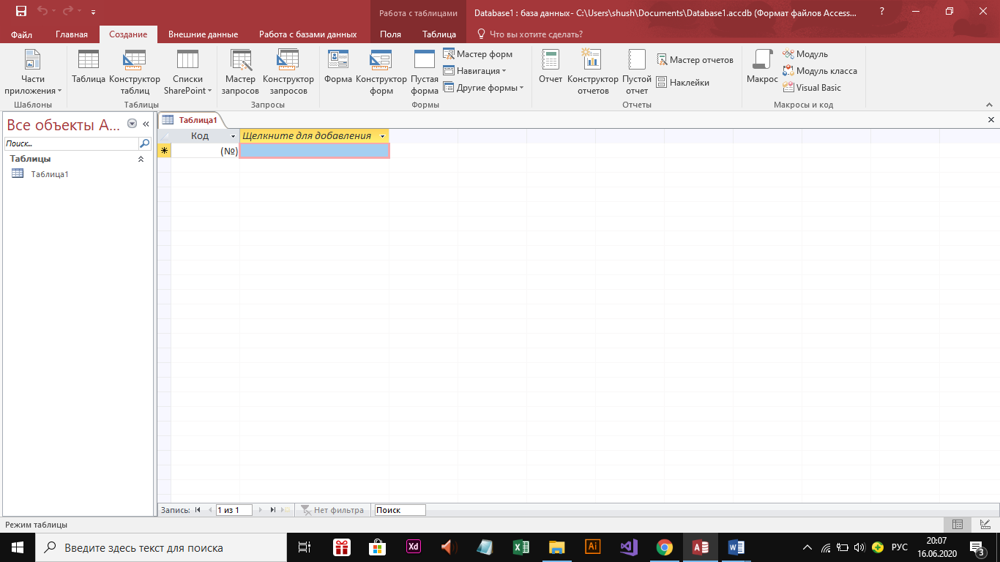 Работа с таблицами
Database1 : база данных- C:\Users\shush\Documents\Database1.accdb (Формат файлов Access...
?
Файл Главная Создание Внешние данные Работа с базами данных Поля Таблица Что вы хотите сделать?
Части приложения
Таблица
Конструктор таблиц
Списки SharePoint
Мастер запросов
Конструктор запросов
Форма
Конструктор форм
Пустая форма
Мастер форм
Навигация
Другие формы
Отчет
Конструктор отчетов
Пустой отчет
Мастер отчетов
Наклейки
Макрос
Модуль
Модуль класса
Visual Basic
Шаблоны Таблицы Запросы Формы Отчеты Макросы и код
Все объекты A...
Поиск...
Таблицы
Таблица1
Таблица1
Код Щелкните для добавления
(№)
Запись: 1 из 1 Нет фильтра Поиск
Режим таблицы
Введите здесь текст для поиска
Xd
Ai
РУС
20:07
16.06.2020
3